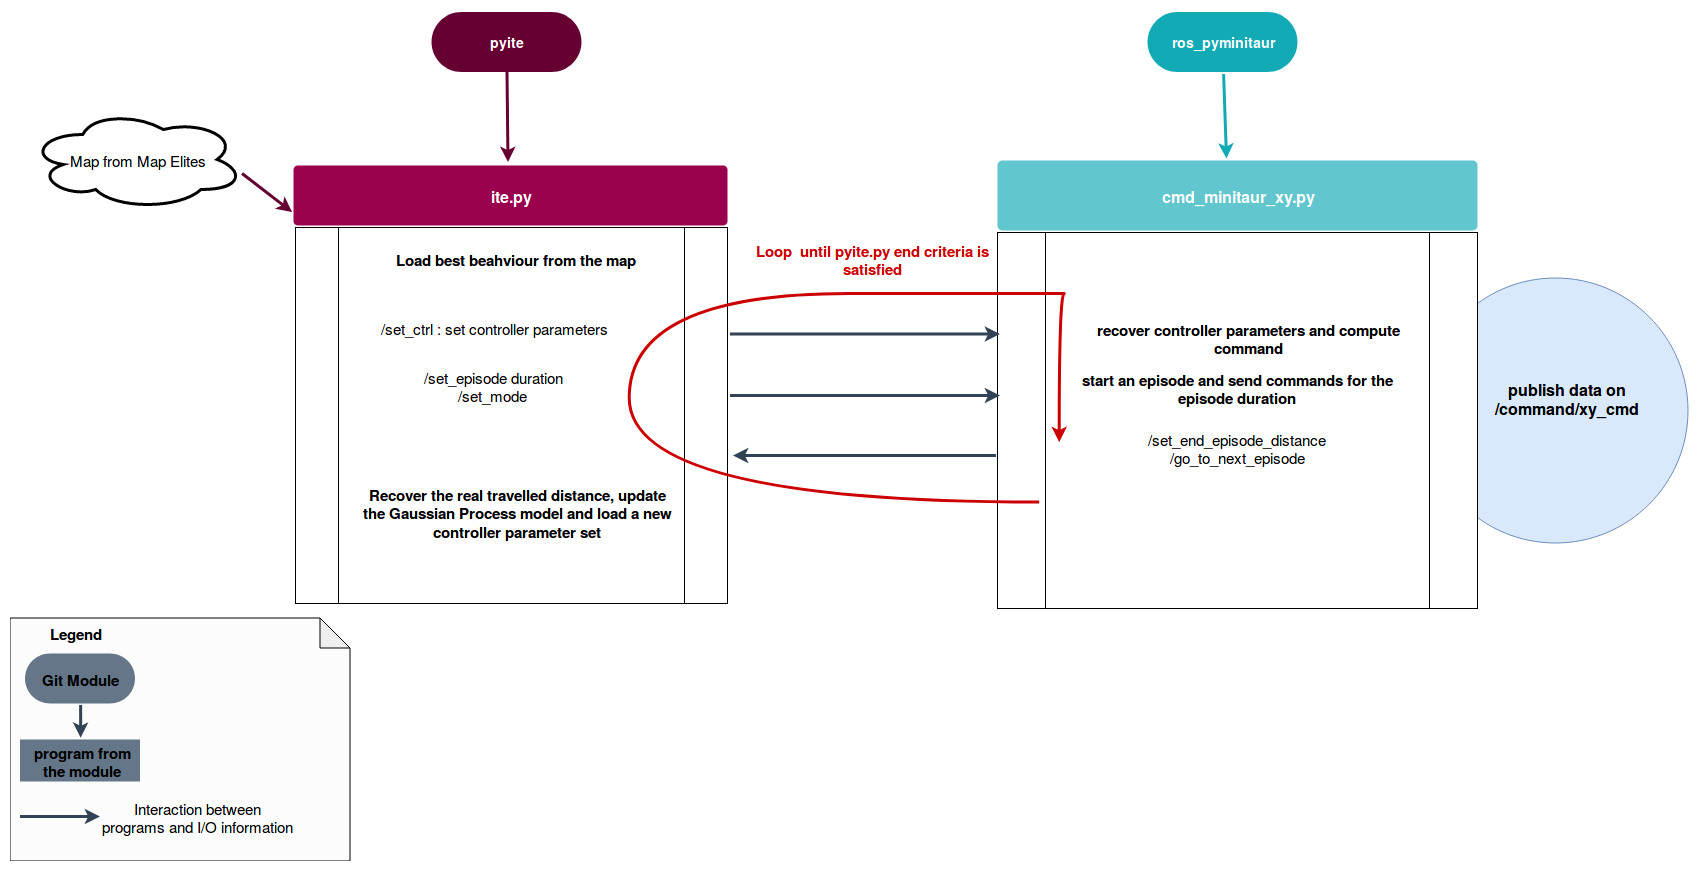 pyite
ros_pyminitaur
Map from Map Elites
ite.py
cmd_minitaur_xy.py
Load best beahviour from the map
/set_ctrl : set controller parameters
/set_episode duration
/set_mode
Recover the real travelled distance, update
the Gaussian Process model and load a new
controller parameter set
Loop  until pyite.py end criteria is
satisfied
recover controller parameters and compute
command
start an episode and send commands for the
episode duration
/set_end_episode_distance
/go_to_next_episode
publish data on
/command/xy_cmd
Legend
Git Module
program from
the module
Interaction between
programs and I/O information